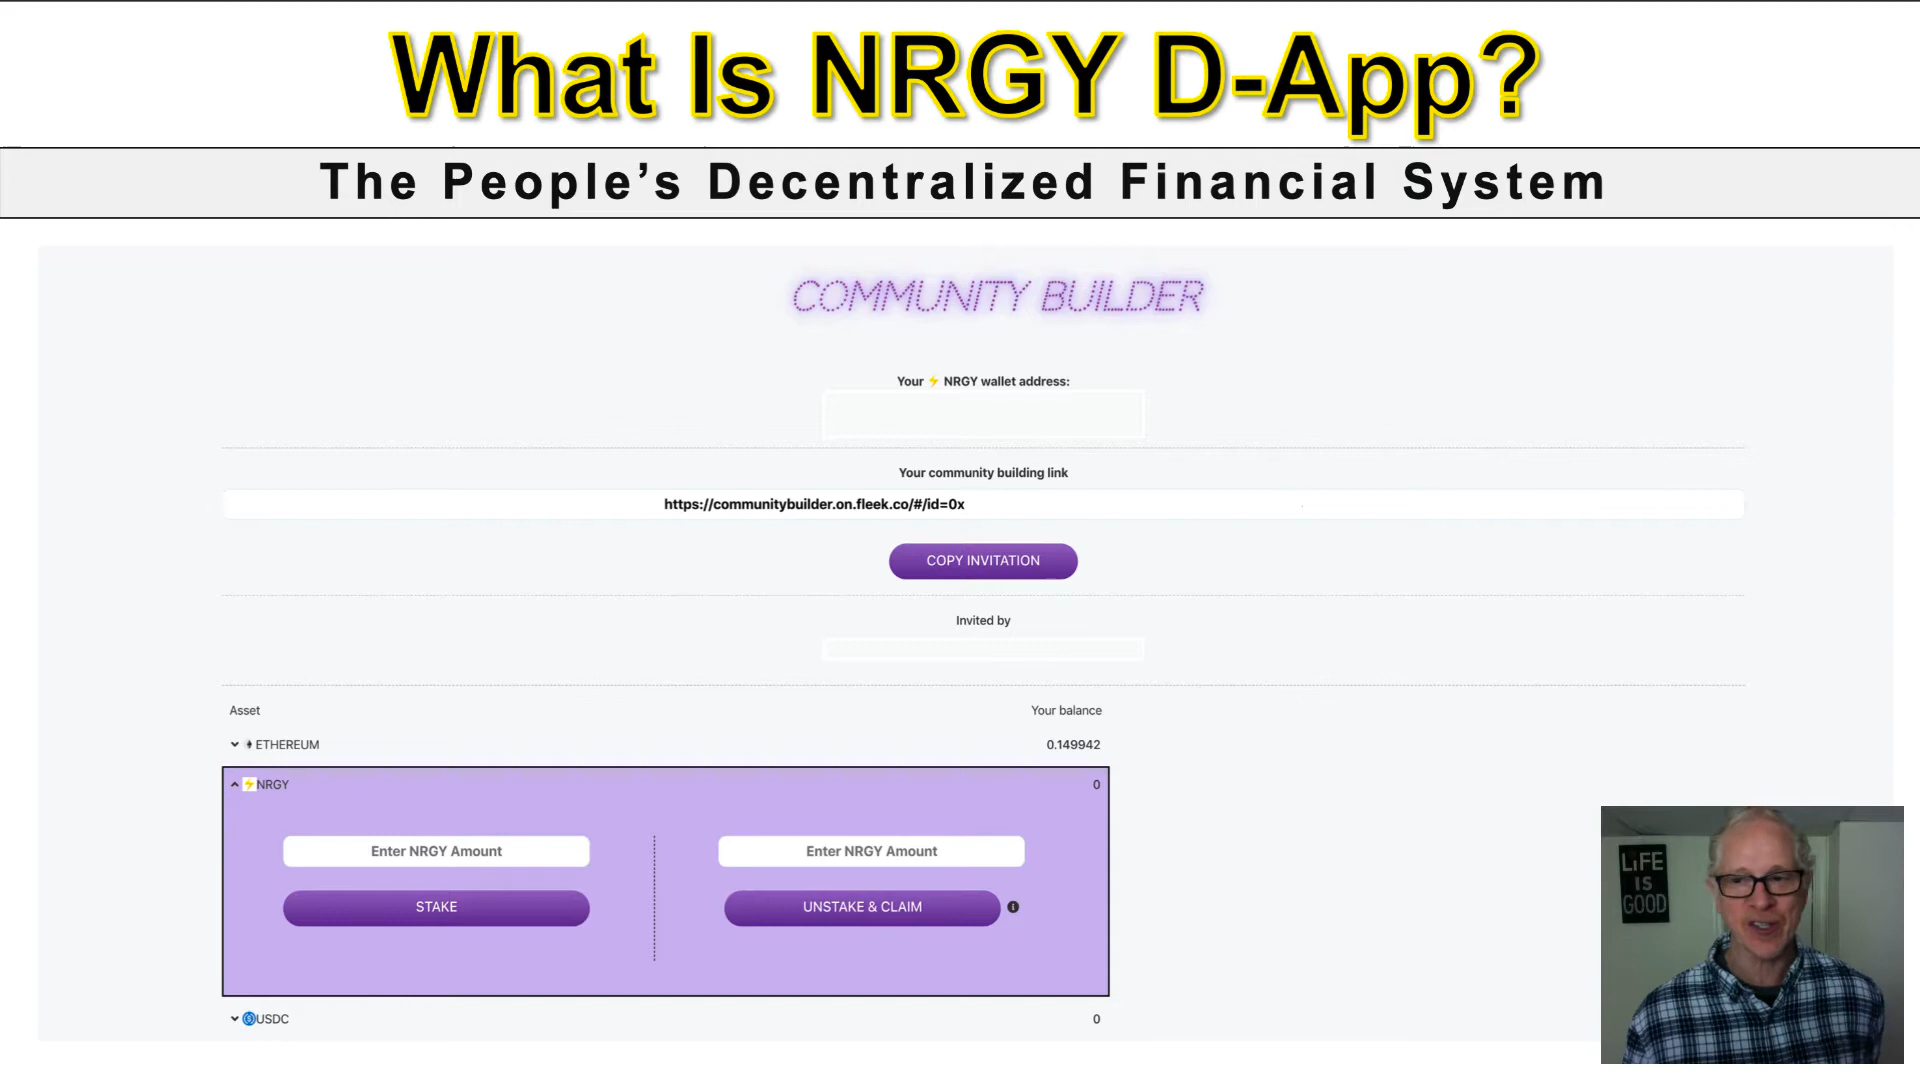 What Is NRGY D-App?
The People’s Decentralized Financial System
COMMUNITY BUILDER
Your ⚡ NRGY wallet address:
Your community building link
https://communitybuilder.on.fleek.co/#/id=0x
COPY INVITATION
Invited by
Asset Your balance
ETHEREUM 0.149942
NRGY 0
Enter NRGY Amount Enter NRGY Amount
STAKE UNSTAKE & CLAIM
USDC 0
LiFE
IS
GOOD